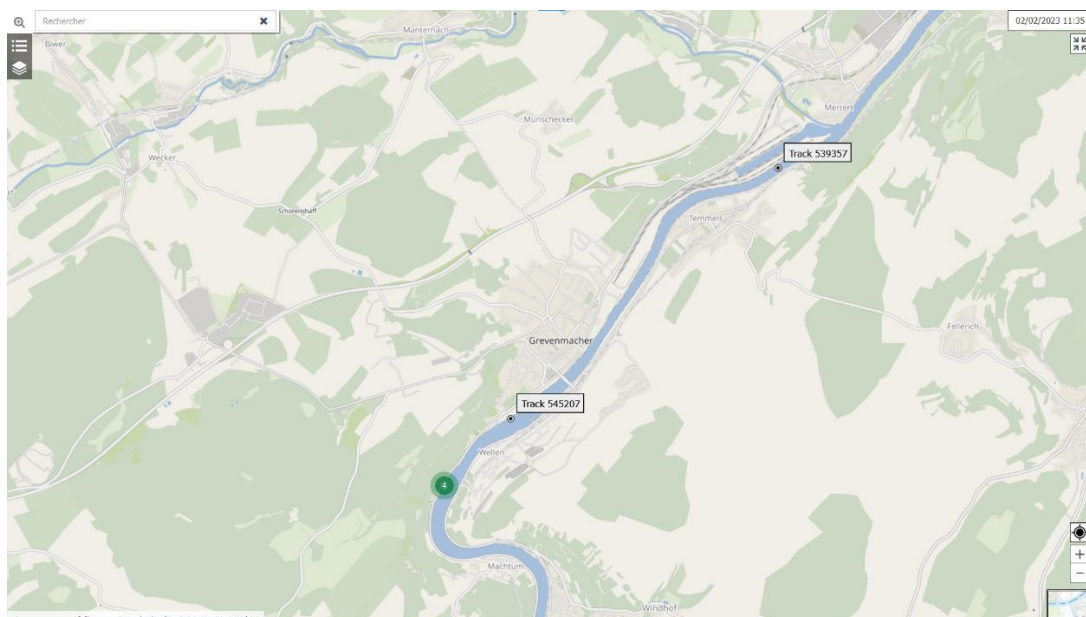 Rechercher
02/02/2023 11:35
Manternach
Biwer
Mertert
Munschecker
Track 539357
Wecker
Schorenshaff
Temmels
Fellerich
Grevenmacher
Track 545207
Wellen
4
Machtum
Windhof